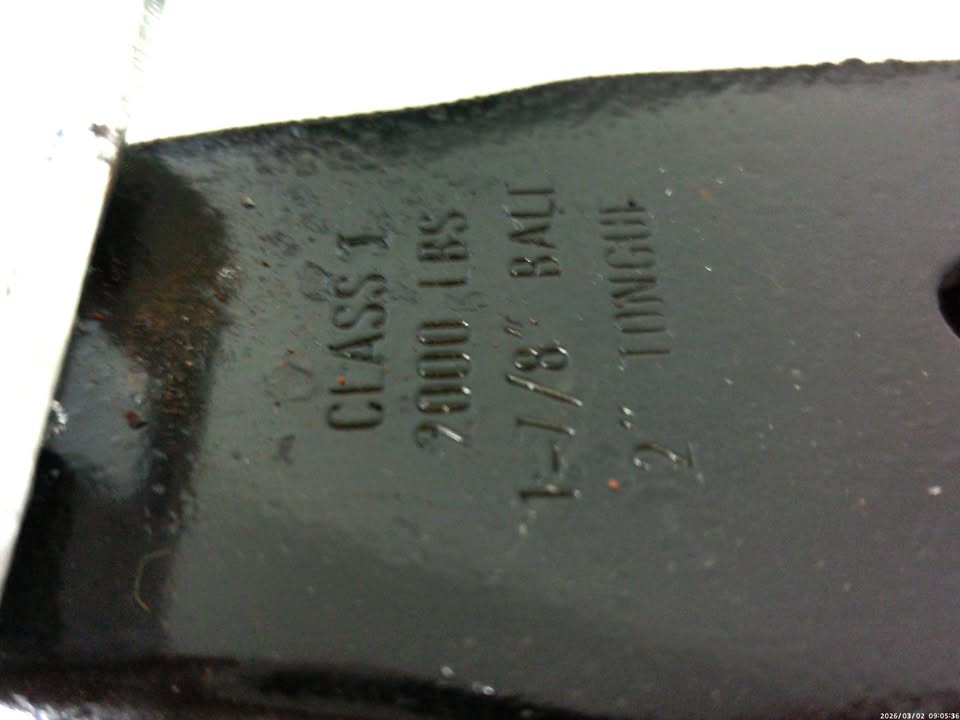 CLASS I
2000 LBS
1-7/8" BALL
2" TONGUE
2026/03/02 09:05:36